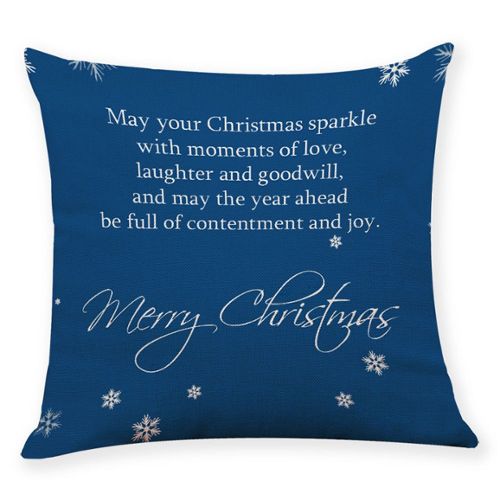 May your Christmas sparkle
with moments of love,
laughter and goodwill,
and may the year ahead
be full of contentment and joy.
Merry Christmas